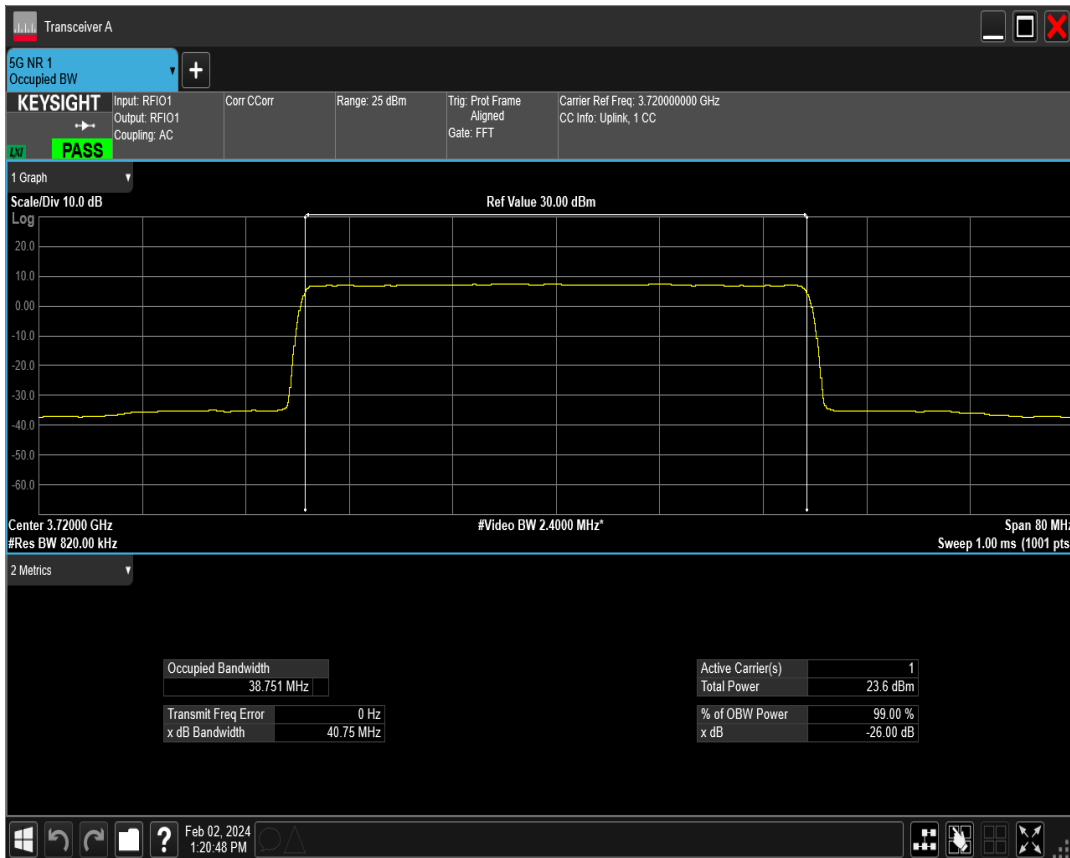 Transceiver A
5G NR 1
Occupied BW
KEYSIGHT
LXI
PASS
Input: RFIO1
Output: RFIO1
Coupling: AC
Corr CCorr
Range: 25 dBm
Trig: Prot Frame
Aligned
Gate: FFT
Carrier Ref Freq: 3.720000000 GHz
CC Info: Uplink, 1 CC
1 Graph
Scale/Div 10.0 dB
Ref Value 30.00 dBm
Log
20.0
10.0
0.00
-10.0
-20.0
-30.0
-40.0
-50.0
-60.0
Center 3.72000 GHz
#Video BW 2.4000 MHz*
Span 80 MHz
#Res BW 820.00 kHz
Sweep 1.00 ms (1001 pts
2 Metrics
Occupied Bandwidth
38.751 MHz
Transmit Freq Error 0 Hz
x dB Bandwidth 40.75 MHz
Active Carrier(s) 1
Total Power 23.6 dBm
% of OBW Power 99.00 %
x dB -26.00 dB
Feb 02, 2024
1:20:48 PM